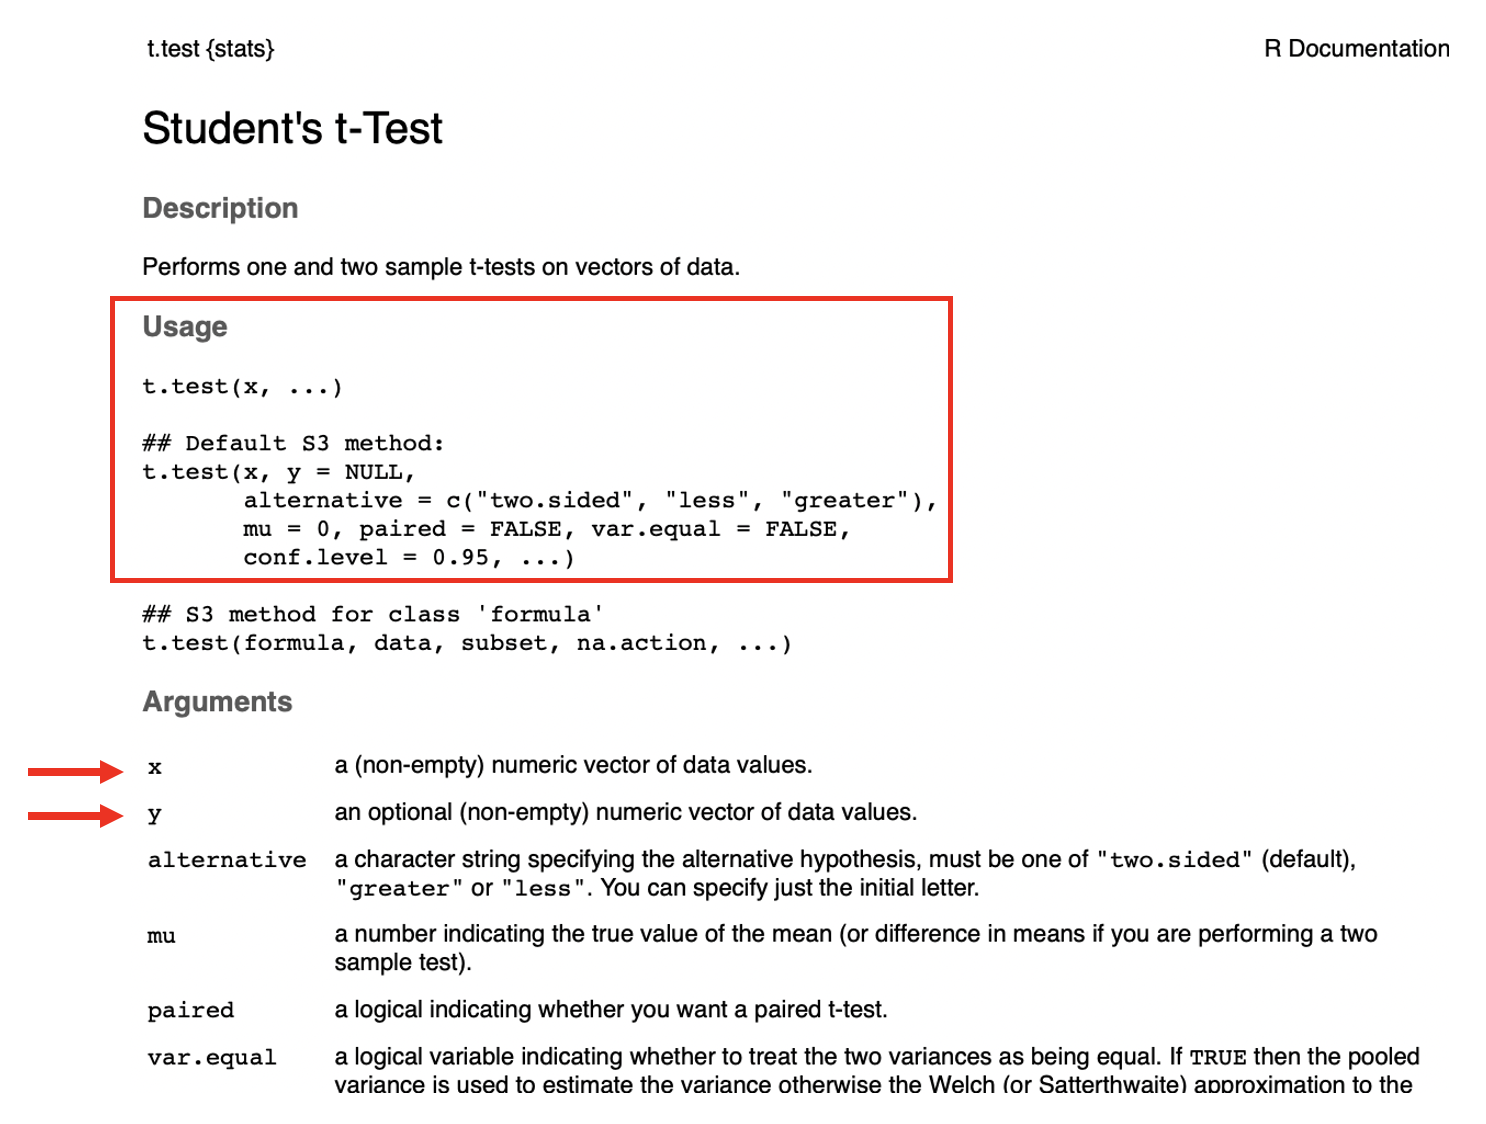 t.test {stats}
R Documentation
Student's t-Test
Description
Performs one and two sample t-tests on vectors of data.
Usage
t.test(x, ...)
## Default S3 method:
t.test(x, y = NULL,
       alternative = c("two.sided", "less", "greater"),
       mu = 0, paired = FALSE, var.equal = FALSE,
       conf.level = 0.95, ...)
## S3 method for class 'formula'
t.test(formula, data, subset, na.action, ...)
Arguments
x a (non-empty) numeric vector of data values.
y an optional (non-empty) numeric vector of data values.
alternative a character string specifying the alternative hypothesis, must be one of "two.sided" (default),
"greater" or "less". You can specify just the initial letter.
mu a number indicating the true value of the mean (or difference in means if you are performing a two
sample test).
paired a logical indicating whether you want a paired t-test.
var.equal a logical variable indicating whether to treat the two variances as being equal. If TRUE then the pooled
variance is used to estimate the variance otherwise the Welch (or Satterthwaite) approximation to the